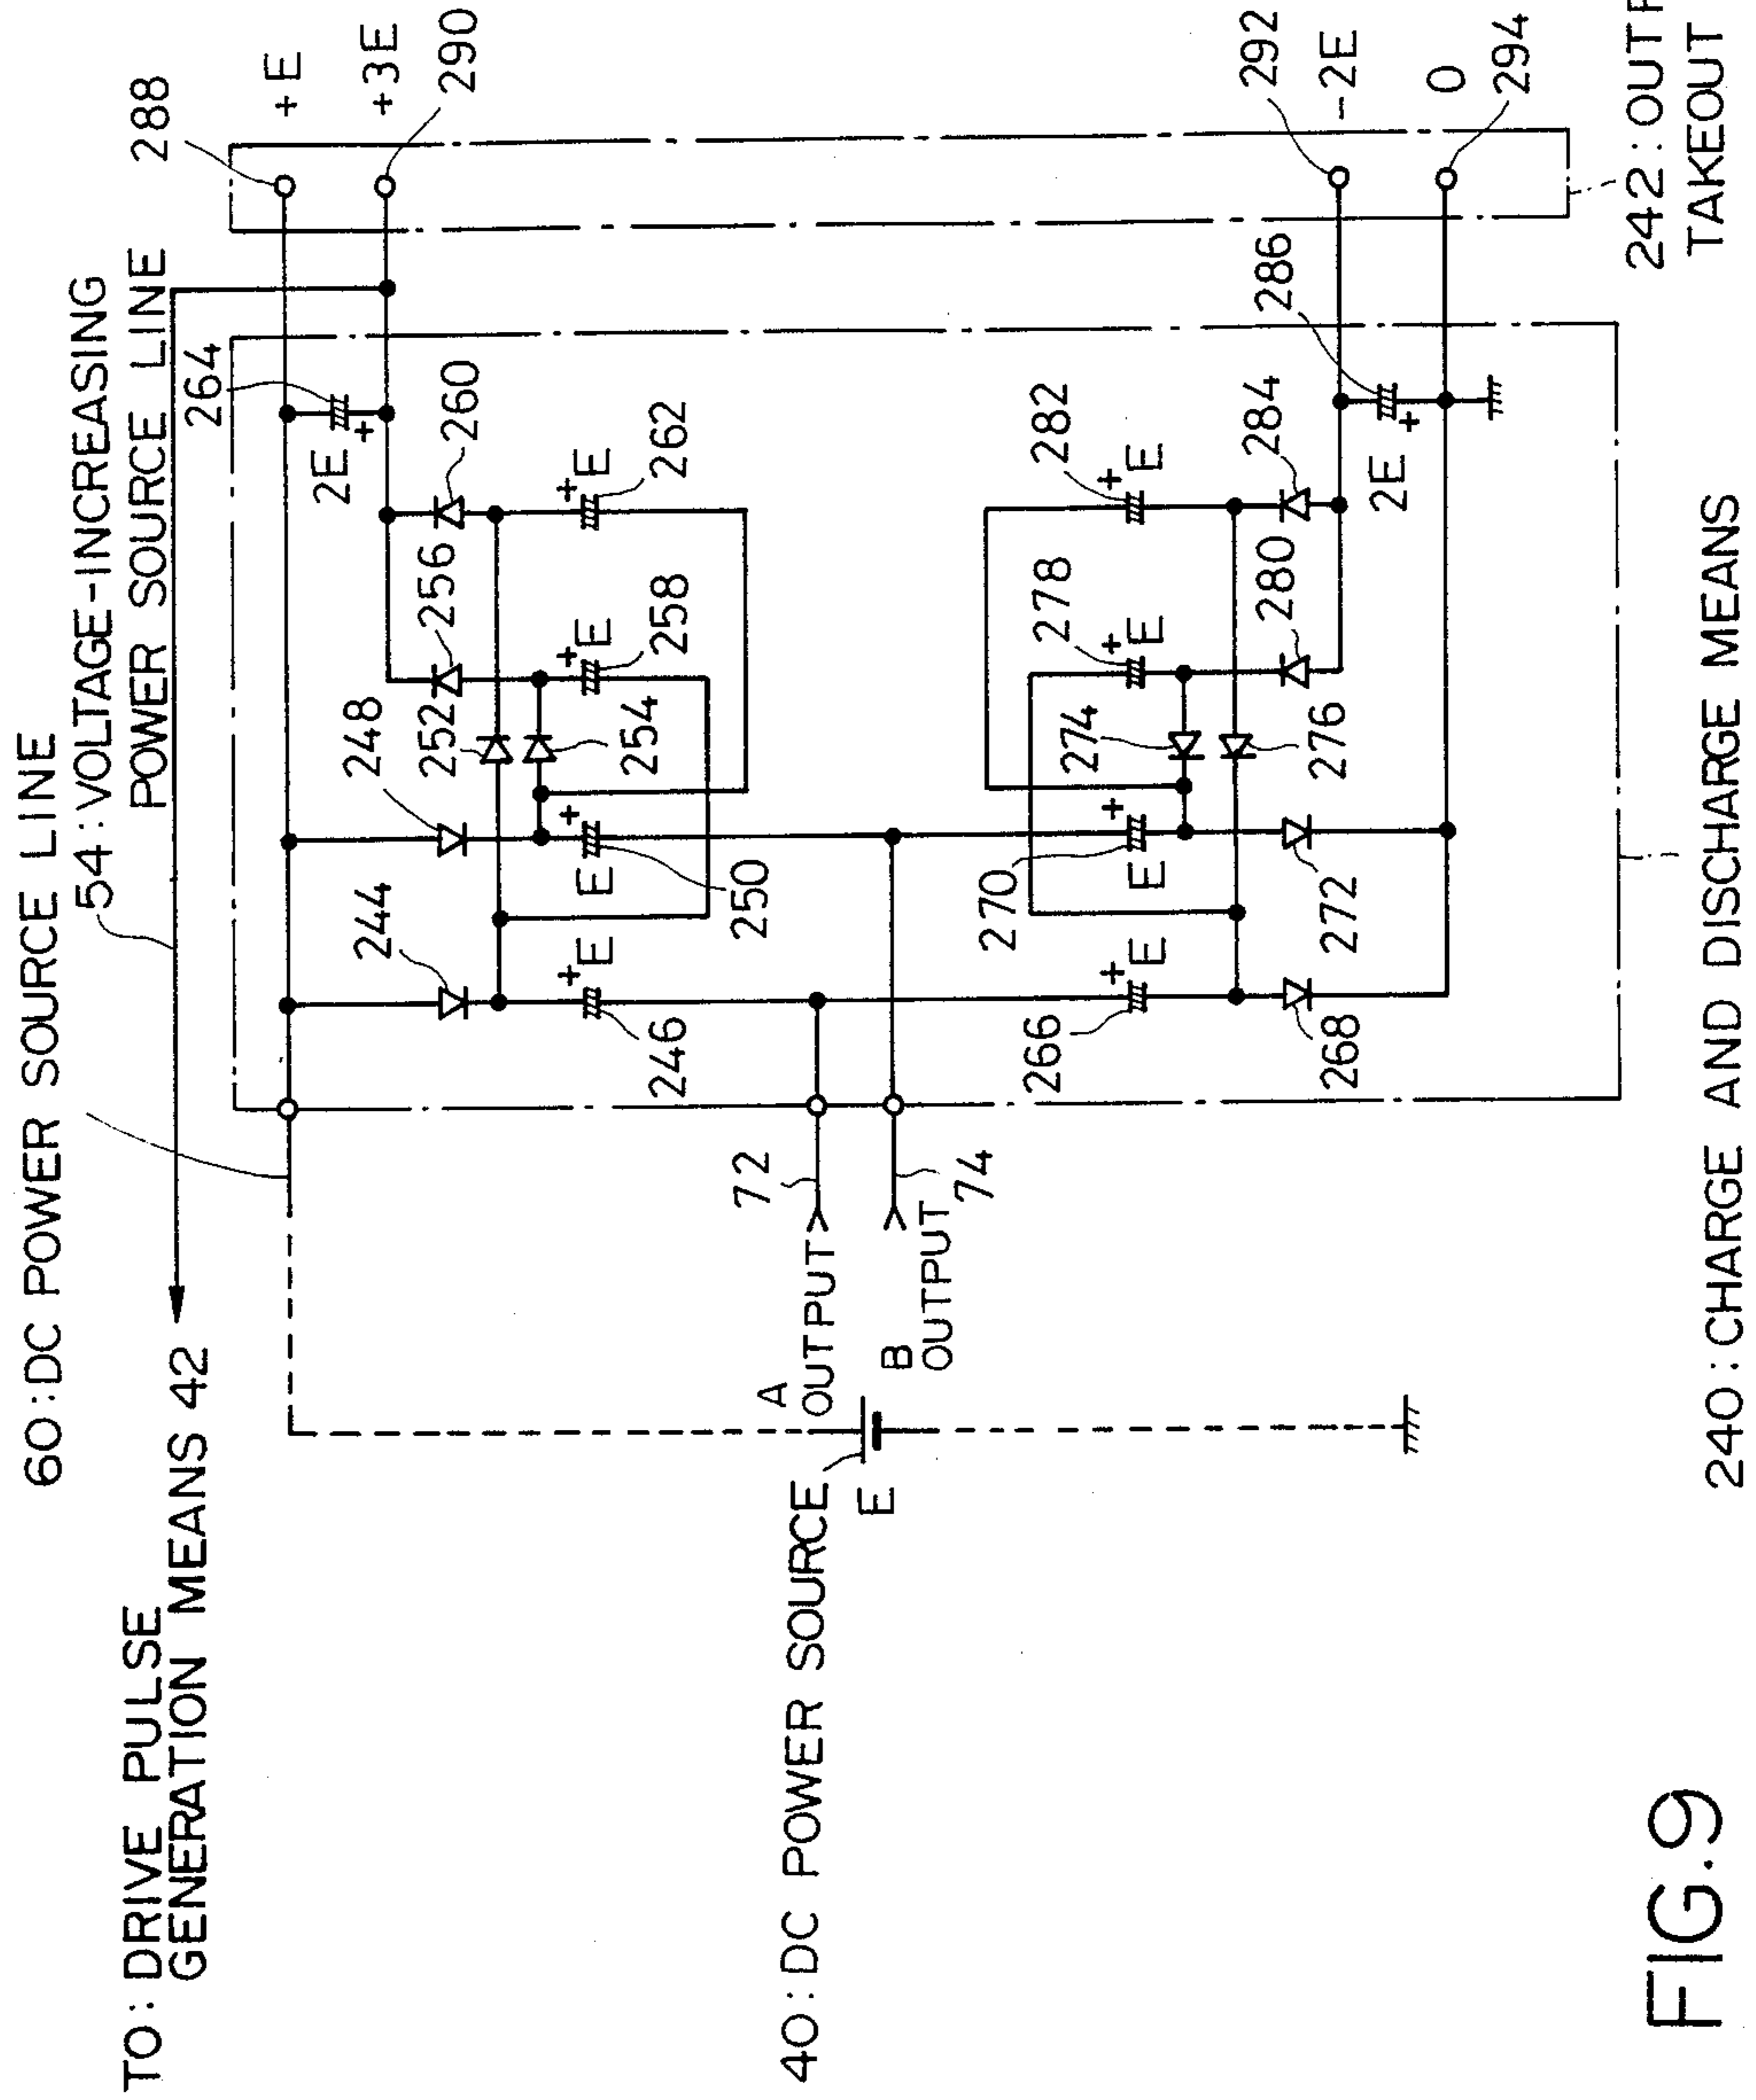 60:DC POWER SOURCE LINE
54:VOLTAGE-INCREASING
POWER SOURCE LINE
TO: DRIVE PULSE
GENERATION MEANS 42
288
+E
+3E
290
264
2E
+
260
256
248
252
254
244
+
E
262
+
E
258
+
E
250
+
E
246
72
A
OUTPUT
B
OUTPUT
74
40:DC POWER SOURCE
E
282
+
E
278
+
E
270
+
E
266
+
E
274
276
280
284
272
268
286
2E
+
292
-2E
0
294
242:OUTP
TAKEOUT
240:CHARGE AND DISCHARGE MEANS
FIG.9